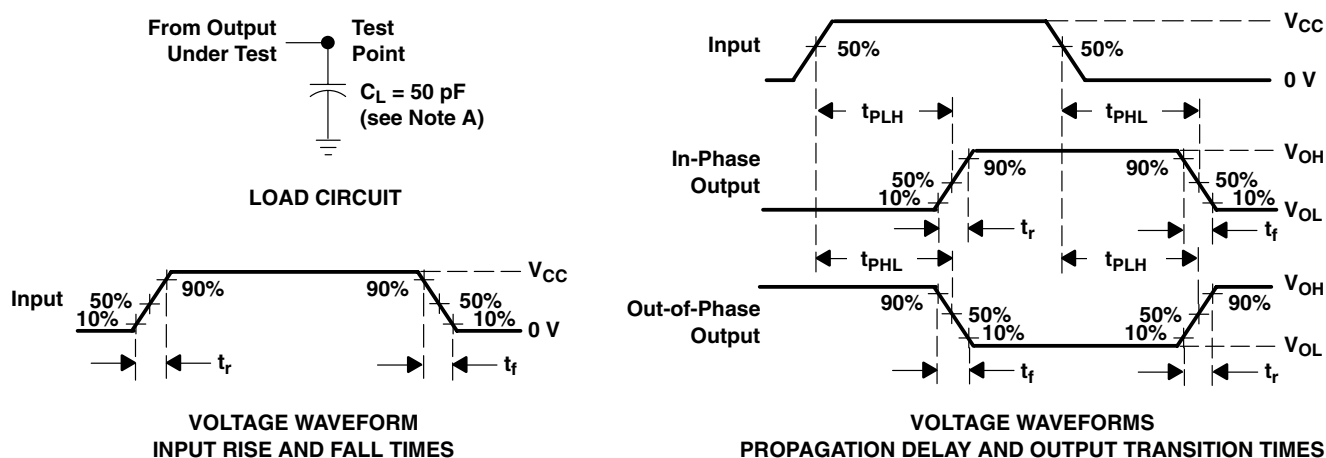 From Output
Under Test
Test
Point
C_L = 50 pF
(see Note A)
LOAD CIRCUIT
Input
50%
10%
90%
90%
50%
10%
V_CC
0 V
t_r
t_f
VOLTAGE WAVEFORM
INPUT RISE AND FALL TIMES
Input
50%
50%
V_CC
0 V
t_PLH
t_PHL
In-Phase
Output
50%
10%
90%
90%
50%
10%
V_OH
V_OL
t_r
t_f
t_PHL
t_PLH
Out-of-Phase
Output
90%
50%
10%
50%
10%
90%
V_OH
V_OL
t_f
t_r
VOLTAGE WAVEFORMS
PROPAGATION DELAY AND OUTPUT TRANSITION TIMES